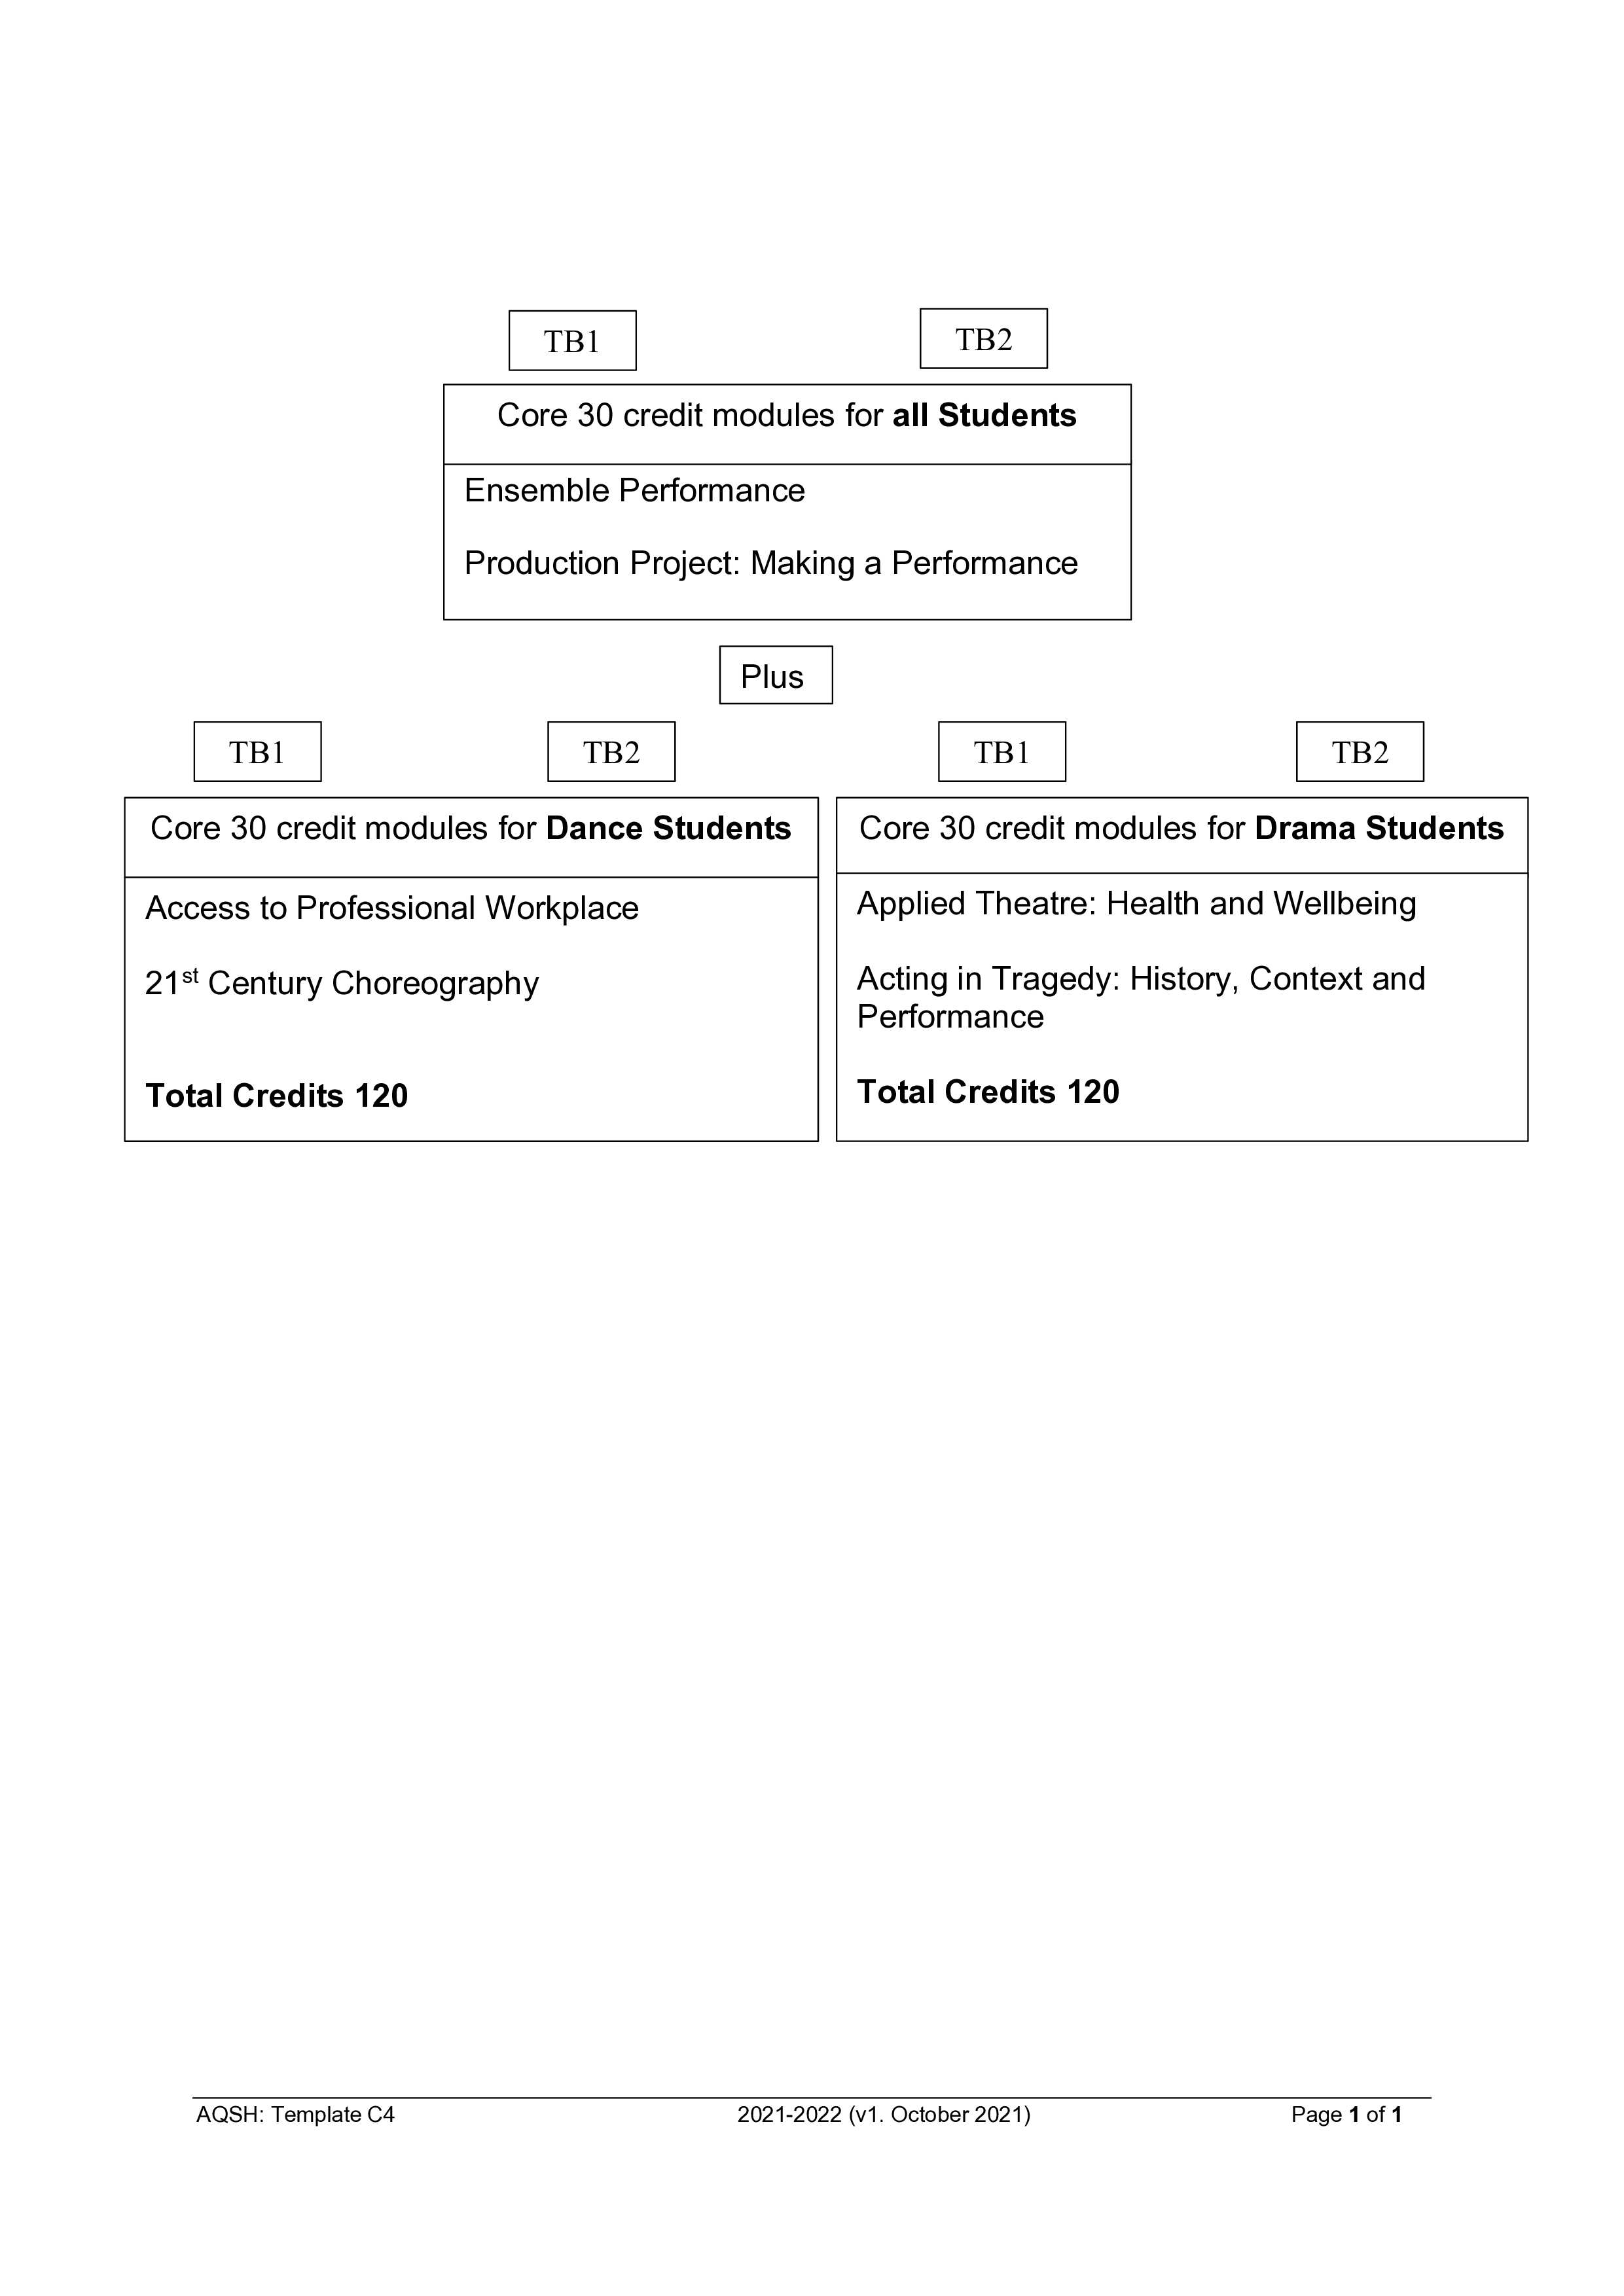 TB1
TB2
Core 30 credit modules for all Students
Ensemble Performance
Production Project: Making a Performance
Plus
TB1
TB2
Core 30 credit modules for Dance Students
Access to Professional Workplace
21st Century Choreography
Total Credits 120
TB1
TB2
Core 30 credit modules for Drama Students
Applied Theatre: Health and Wellbeing
Acting in Tragedy: History, Context and
Performance
Total Credits 120
AQSH: Template C4
2021-2022 (v1. October 2021)
Page 1 of 1